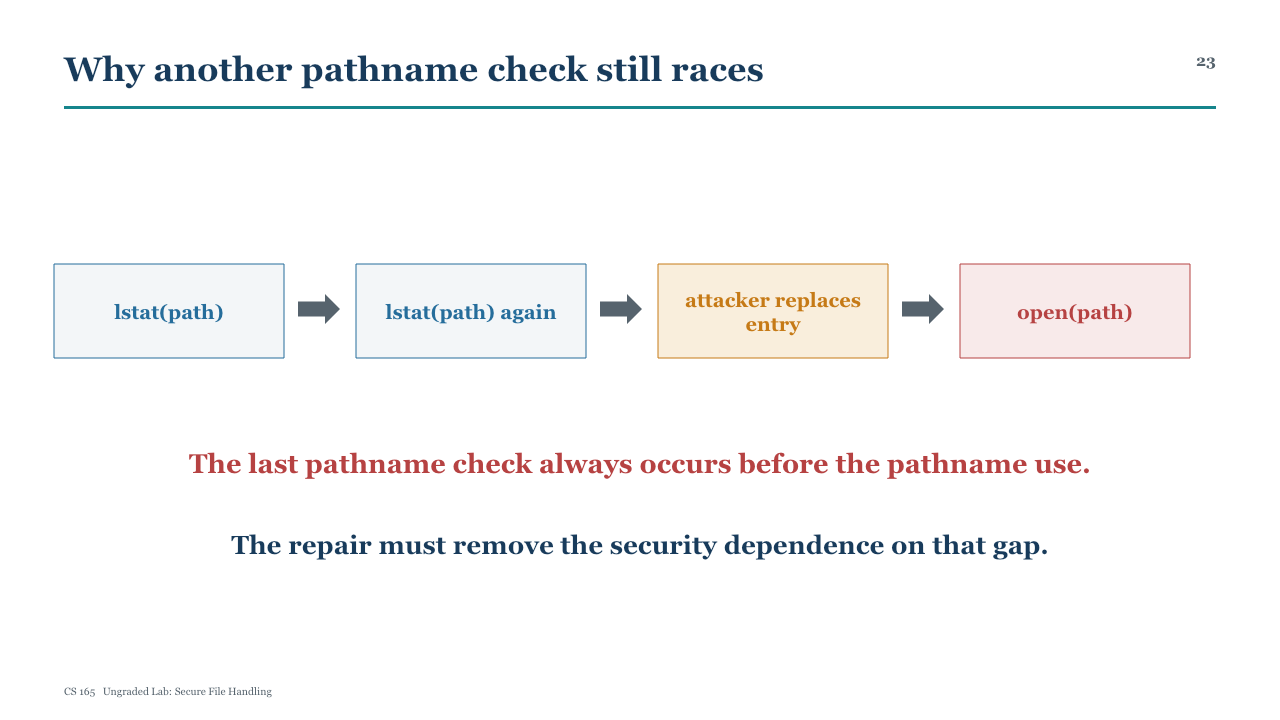 Why another pathname check still races
23
lstat(path)
lstat(path) again
attacker replaces
entry
open(path)
The last pathname check always occurs before the pathname use.
The repair must remove the security dependence on that gap.
CS 165 Ungraded Lab: Secure File Handling